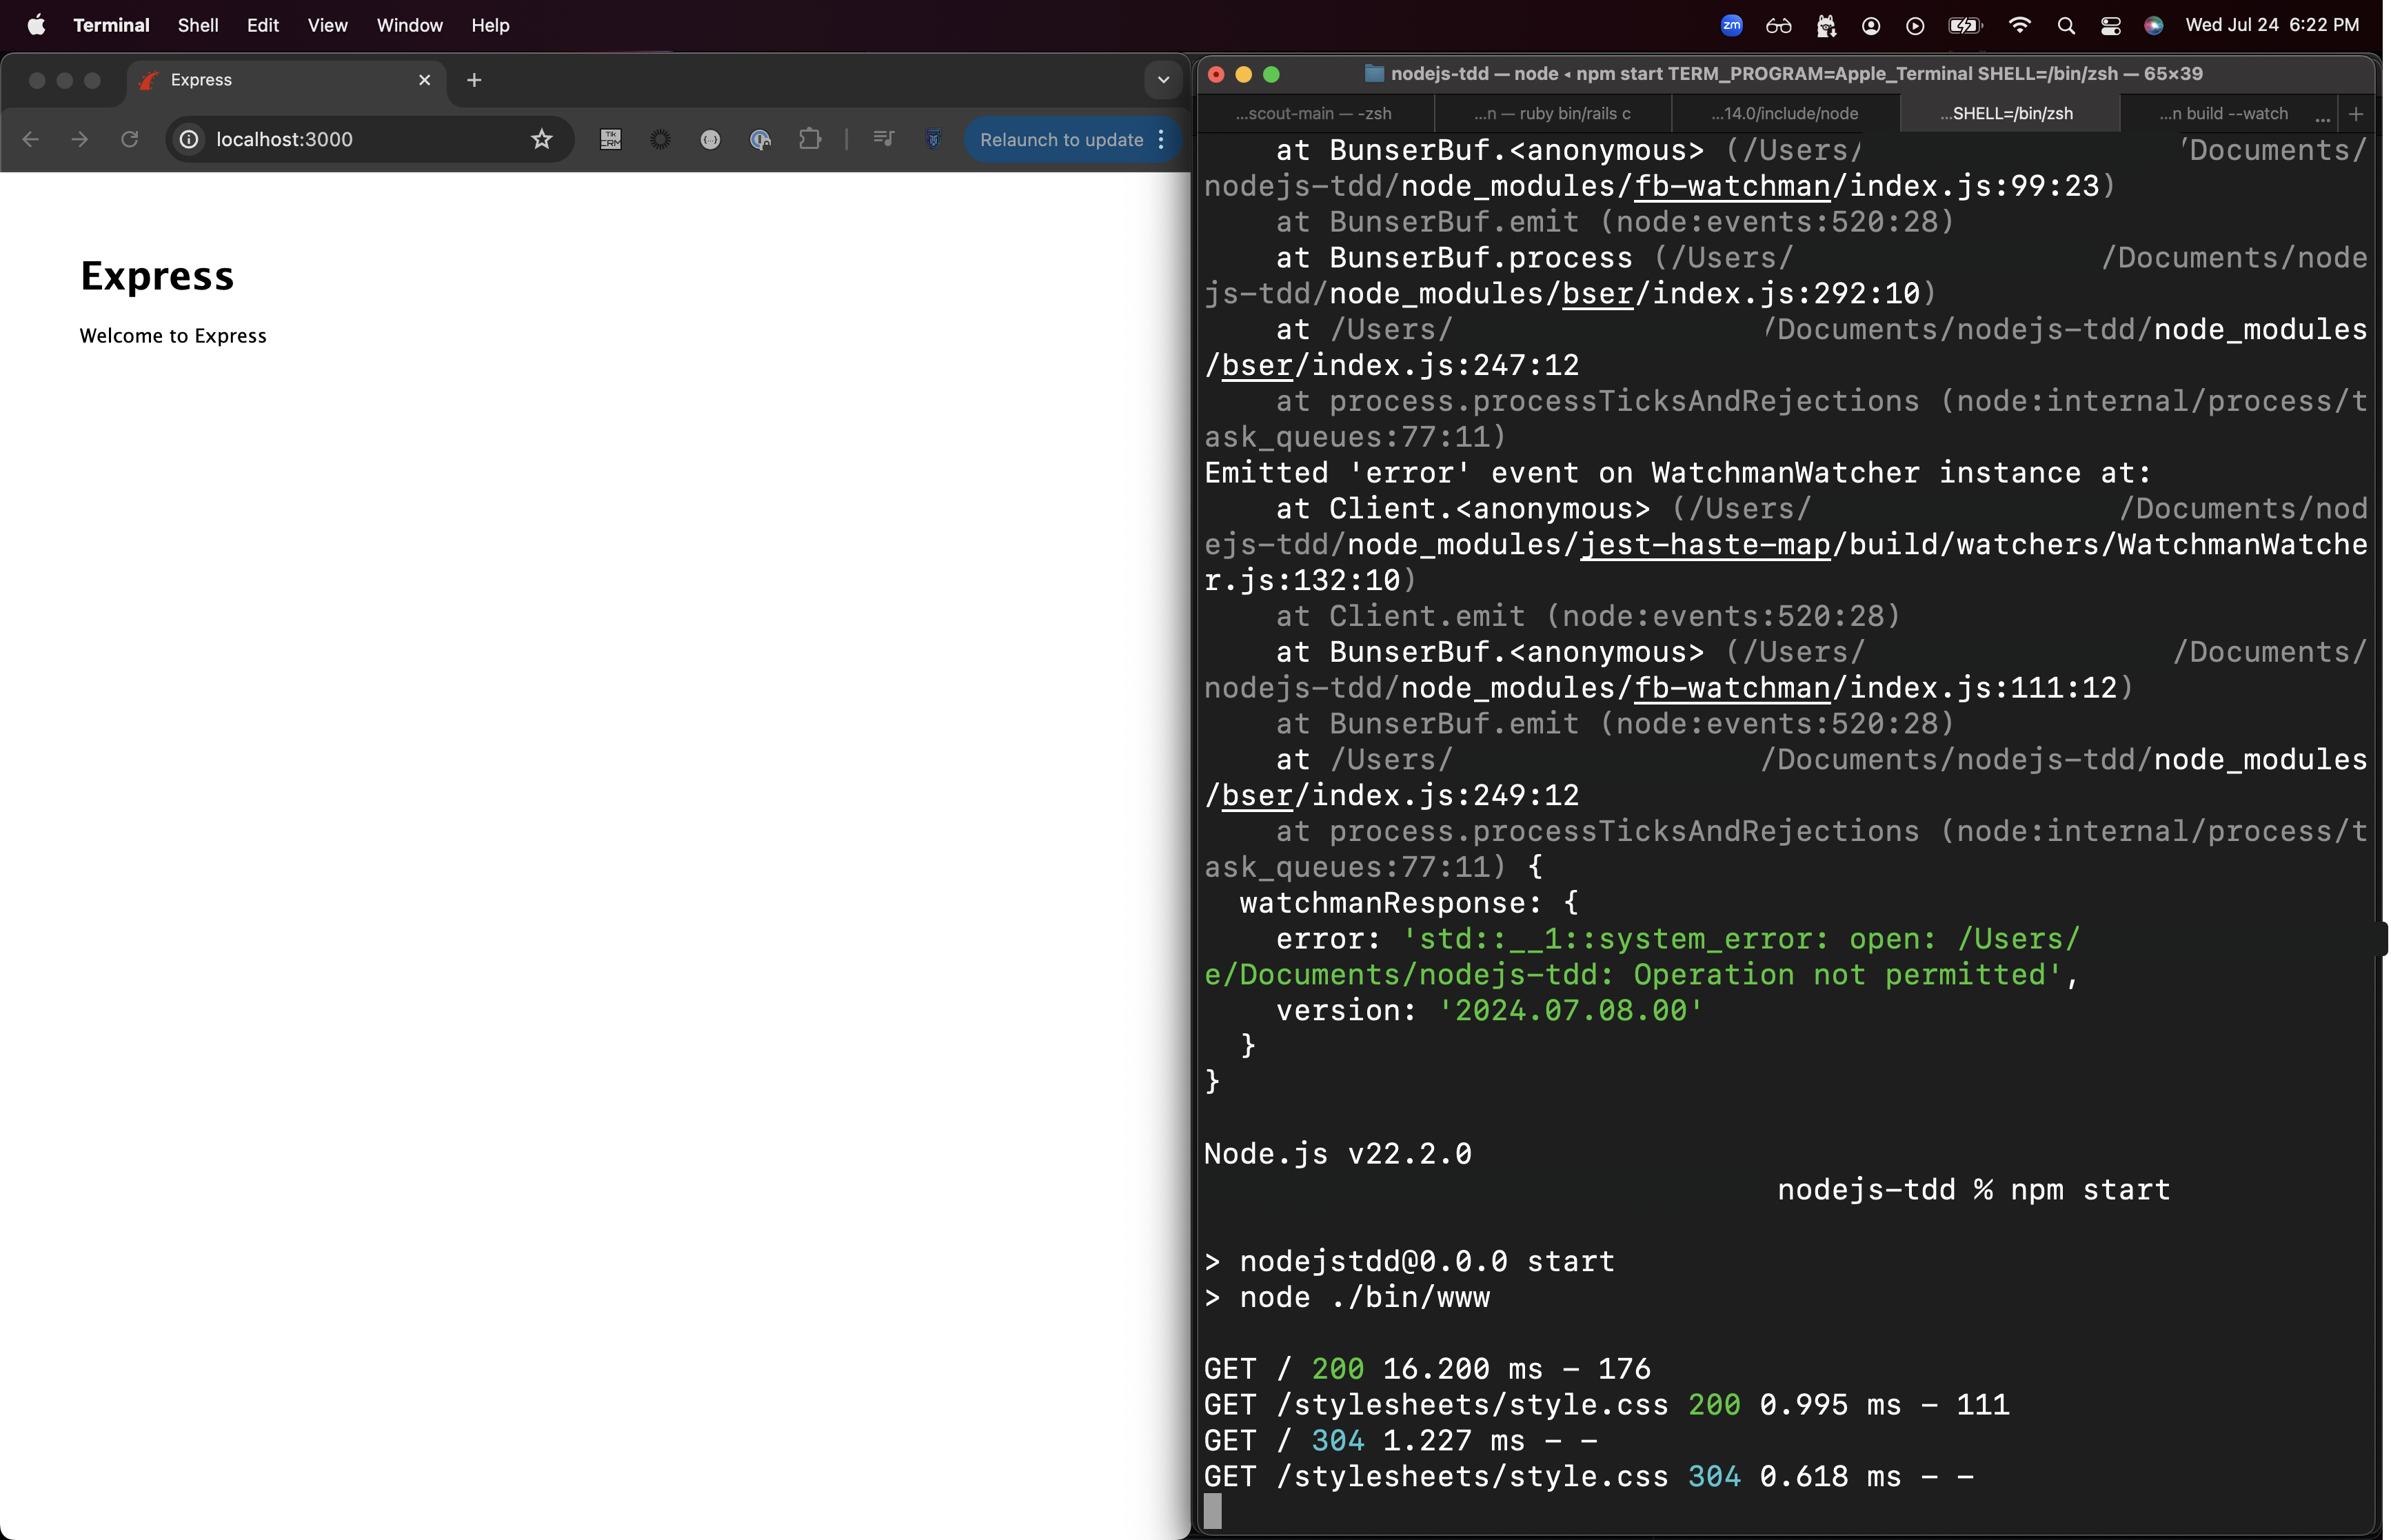 Terminal Shell Edit View Window Help
zm Wed Jul 24 6:22 PM
Express
localhost:3000
TIK CRM
Relaunch to update
Express
Welcome to Express
nodejs-tdd — node ◂ npm start TERM_PROGRAM=Apple_Terminal SHELL=/bin/zsh — 65×39
...scout-main — -zsh ...n — ruby bin/rails c ...14.0/include/node ...SHELL=/bin/zsh ...n build --watch ...
at BunserBuf.<anonymous> (/Users/ /Documents/
nodejs-tdd/node_modules/fb-watchman/index.js:99:23)
at BunserBuf.emit (node:events:520:28)
at BunserBuf.process (/Users/ /Documents/node
js-tdd/node_modules/bser/index.js:292:10)
at /Users/ /Documents/nodejs-tdd/node_modules
/bser/index.js:247:12
at process.processTicksAndRejections (node:internal/process/t
ask_queues:77:11)
Emitted 'error' event on WatchmanWatcher instance at:
at Client.<anonymous> (/Users/ /Documents/nod
ejs-tdd/node_modules/jest-haste-map/build/watchers/WatchmanWatche
r.js:132:10)
at Client.emit (node:events:520:28)
at BunserBuf.<anonymous> (/Users/ /Documents/
nodejs-tdd/node_modules/fb-watchman/index.js:111:12)
at BunserBuf.emit (node:events:520:28)
at /Users/ /Documents/nodejs-tdd/node_modules
/bser/index.js:249:12
at process.processTicksAndRejections (node:internal/process/t
ask_queues:77:11) {
watchmanResponse: {
error: 'std::__1::system_error: open: /Users/
e/Documents/nodejs-tdd: Operation not permitted',
version: '2024.07.08.00'
}
}
Node.js v22.2.0
nodejs-tdd % npm start
> nodejstdd@0.0.0 start
> node ./bin/www
GET / 200 16.200 ms - 176
GET /stylesheets/style.css 200 0.995 ms - 111
GET / 304 1.227 ms - -
GET /stylesheets/style.css 304 0.618 ms - -